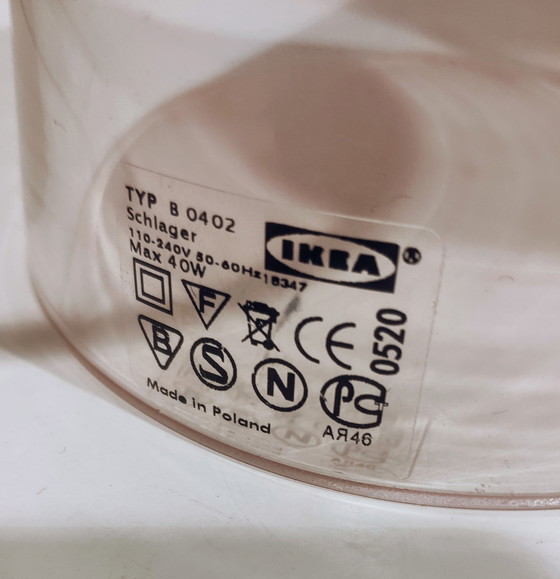 TYP B 0402
Schlager
110-240V 50-60Hz 18347
Max 40W
IKEA ®
F
CE
0520
B S N PC
АЯ46
Made in Poland